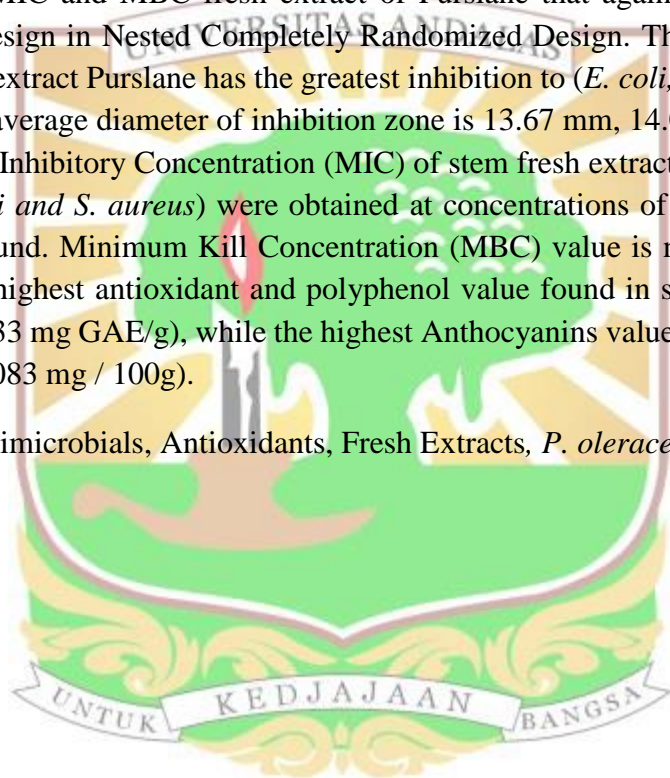 MIC and MBC fresh extract of Purslane that again
UNIVERSITAS ANDALAS
esign in Nested Completely Randomized Design. Th
extract Purslane has the greatest inhibition to (E. coli,
average diameter of inhibition zone is 13.67 mm, 14.
Inhibitory Concentration (MIC) of stem fresh extract
i and S. aureus) were obtained at concentrations of
und. Minimum Kill Concentration (MBC) value is
highest antioxidant and polyphenol value found in s
33 mg GAE/g), while the highest Anthocyanins value
083 mg / 100g).
imicrobials, Antioxidants, Fresh Extracts, P. olerace
UNTUK KEDJAJAAN BANGSA